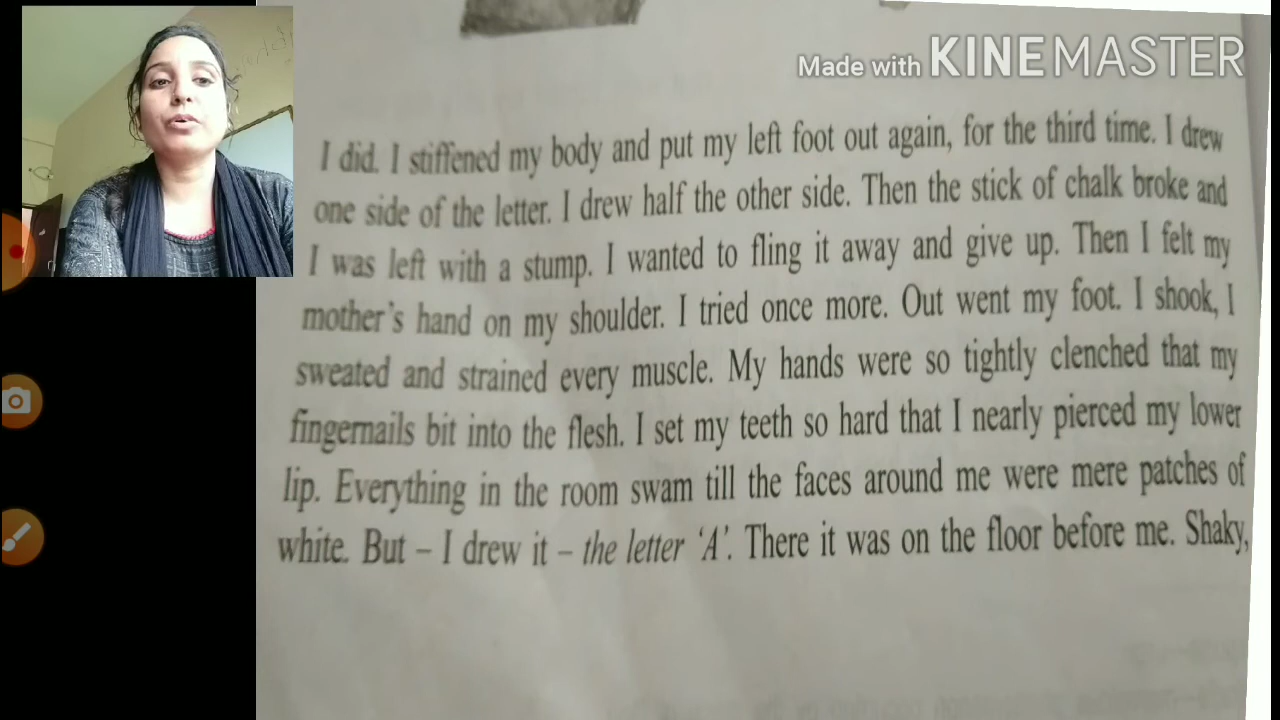 Made with KINEMASTER
I did. I stiffened my body and put my left foot out again, for the third time. I drew
one side of the letter. I drew half the other side. Then the stick of chalk broke and
I was left with a stump. I wanted to fling it away and give up. Then I felt my
mother's hand on my shoulder. I tried once more. Out went my foot. I shook, I
sweated and strained every muscle. My hands were so tightly clenched that my
fingernails bit into the flesh. I set my teeth so hard that I nearly pierced my lower
lip. Everything in the room swam till the faces around me were mere patches of
white. But – I drew it – the letter ‘A’. There it was on the floor before me. Shaky,